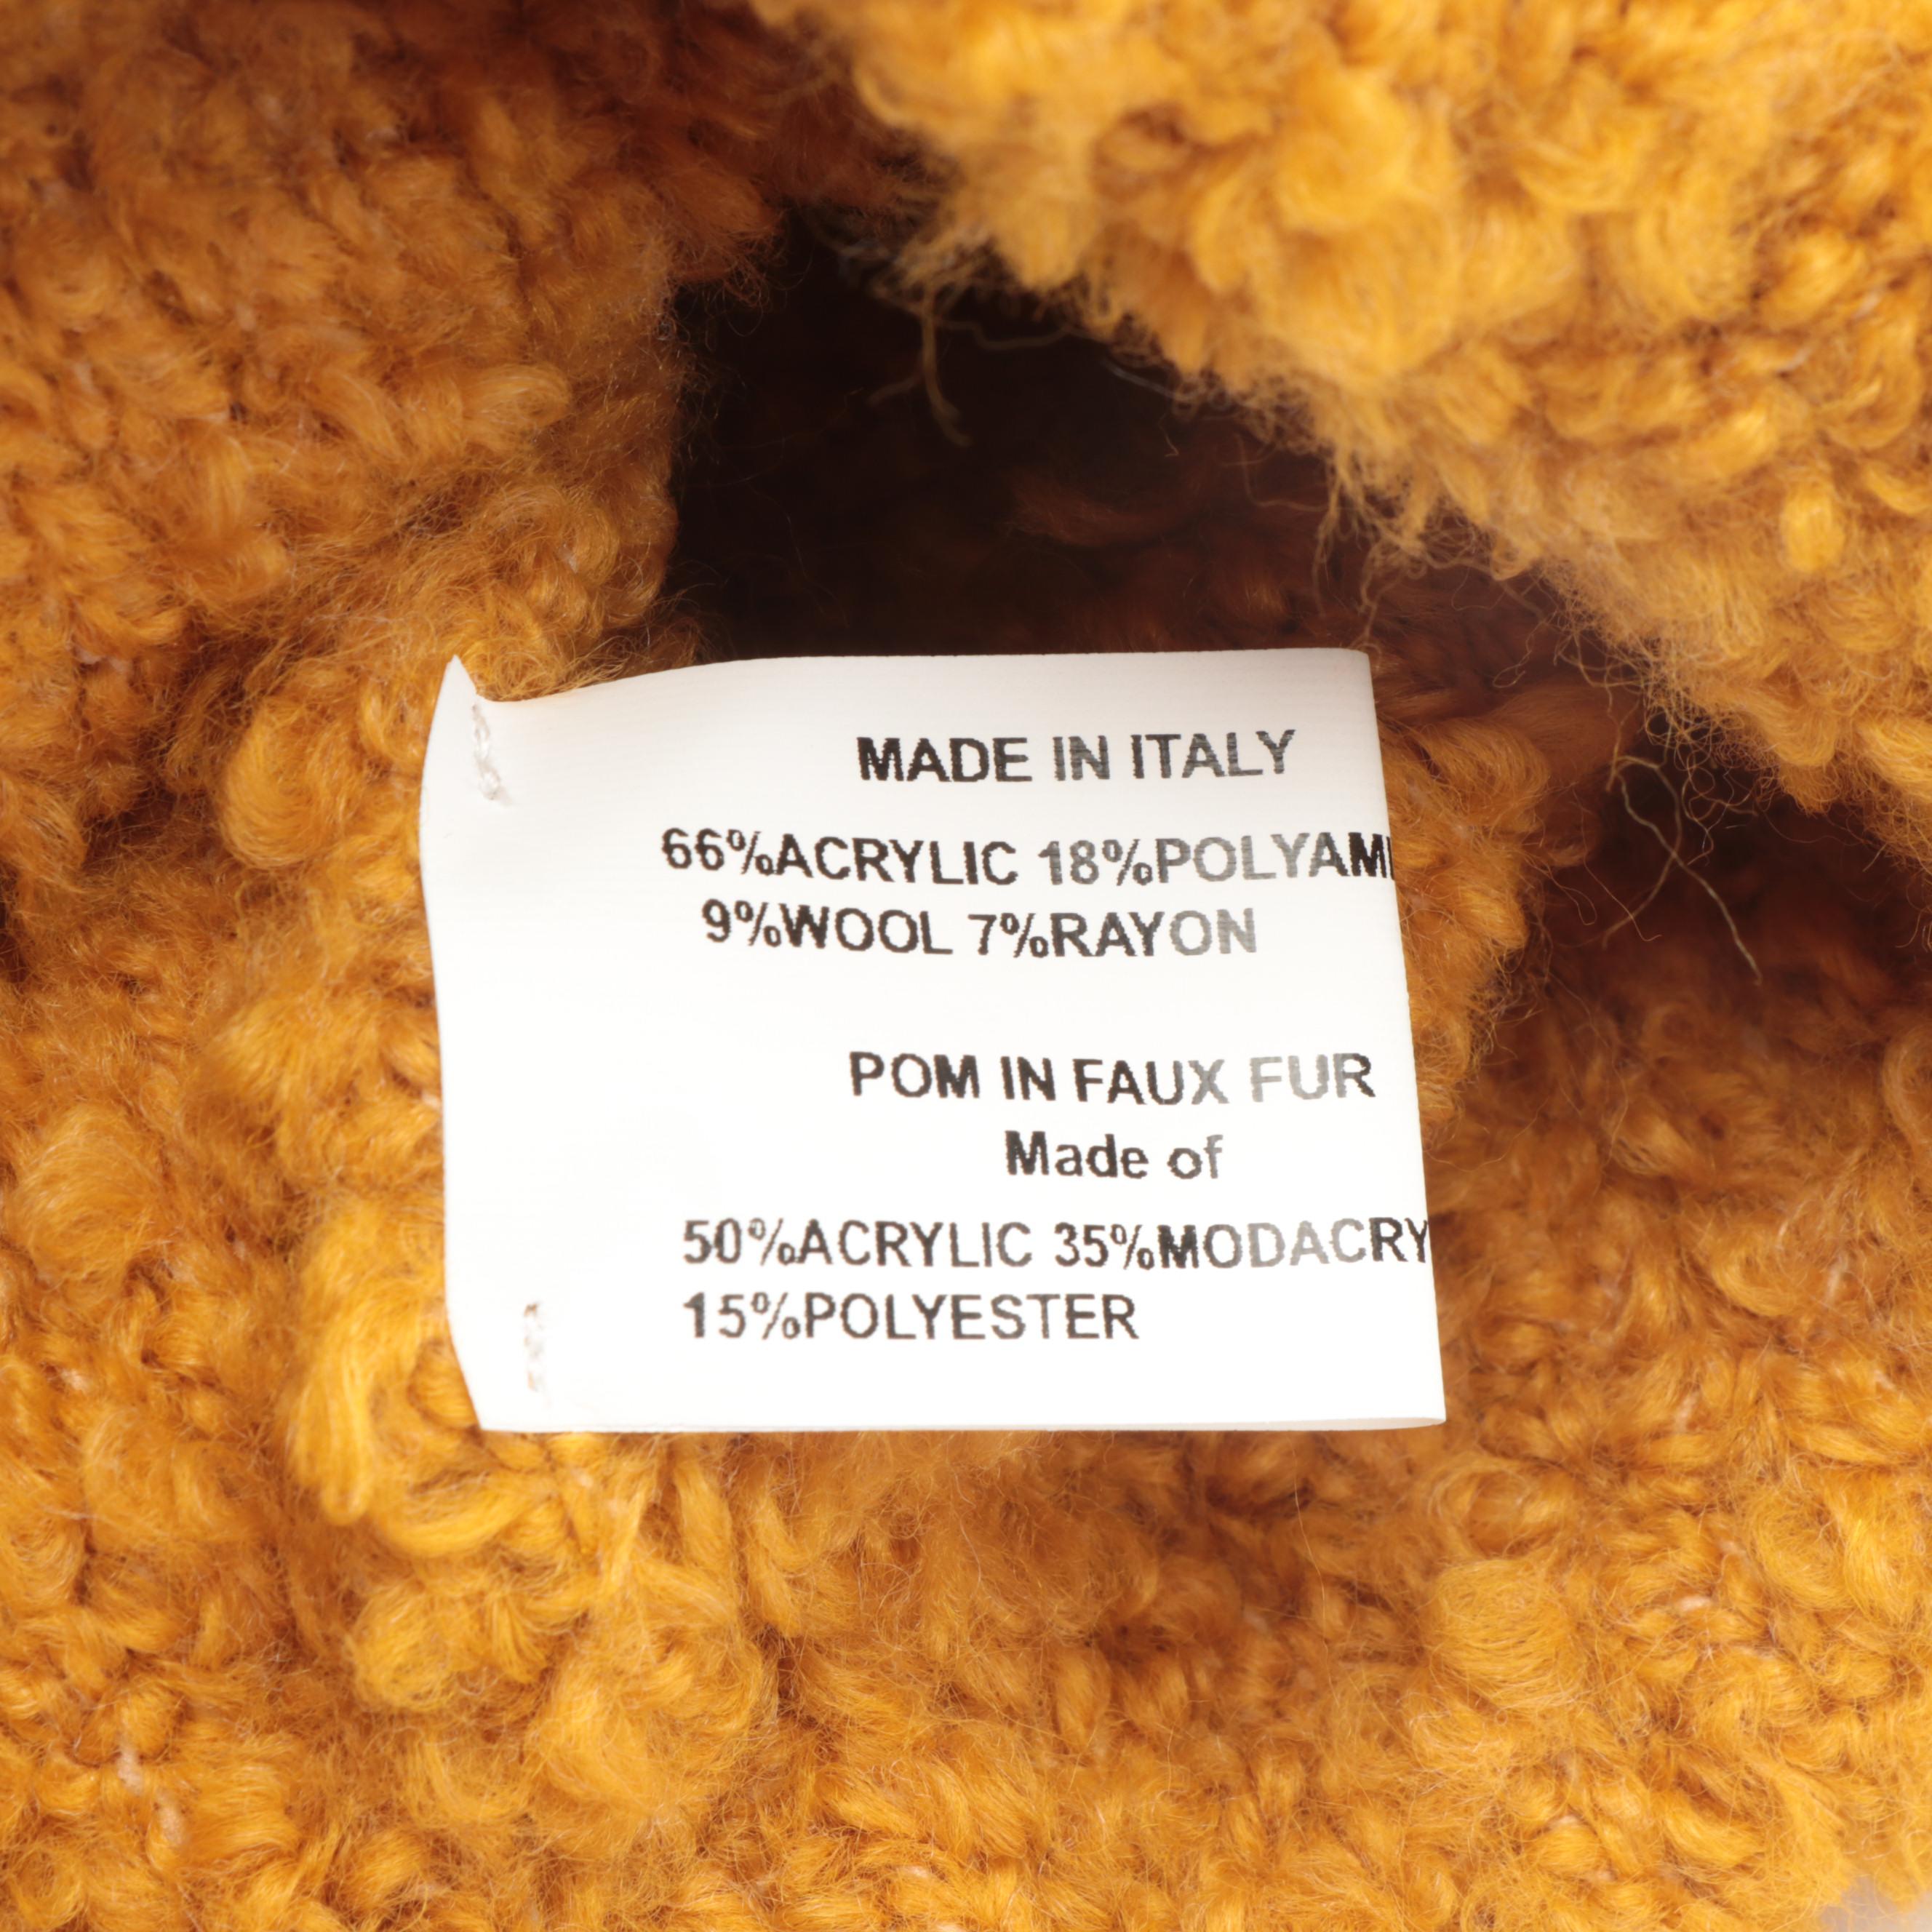 MADE IN ITALY
66%ACRYLIC 18%POLYAMI
9%WOOL 7%RAYON
POM IN FAUX FUR
Made of
50%ACRYLIC 35%MODACRY
15%POLYESTER